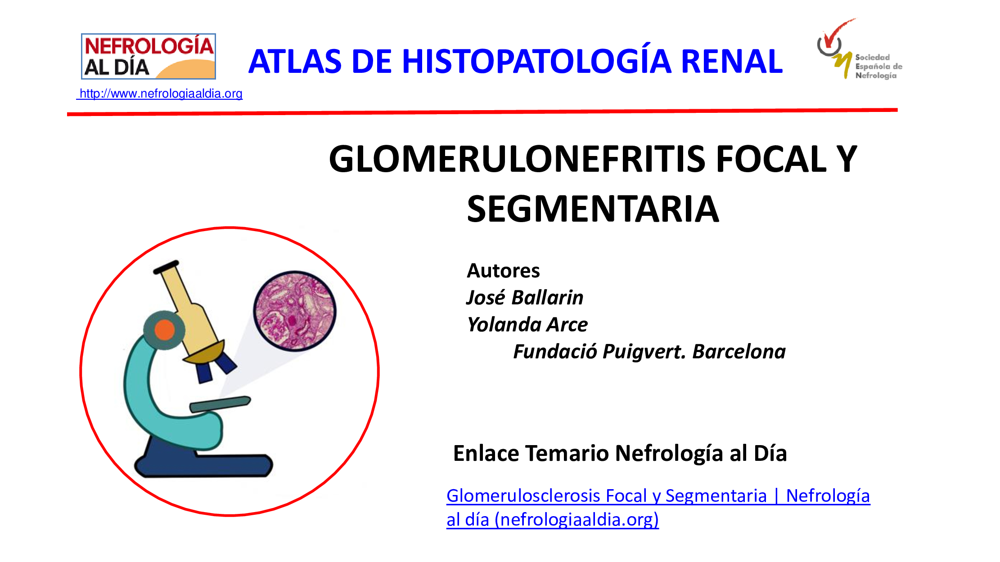 NEFROLOGÍA
AL DÍA
http://www.nefrologiaaldia.org
ATLAS DE HISTOPATOLOGÍA RENAL
Sociedad
Española de
Nefrología
GLOMERULONEFRITIS FOCAL Y
SEGMENTARIA
Autores
José Ballarin
Yolanda Arce
Fundació Puigvert. Barcelona
Enlace Temario Nefrología al Día
Glomerulosclerosis Focal y Segmentaria | Nefrología
al día (nefrologiaaldia.org)